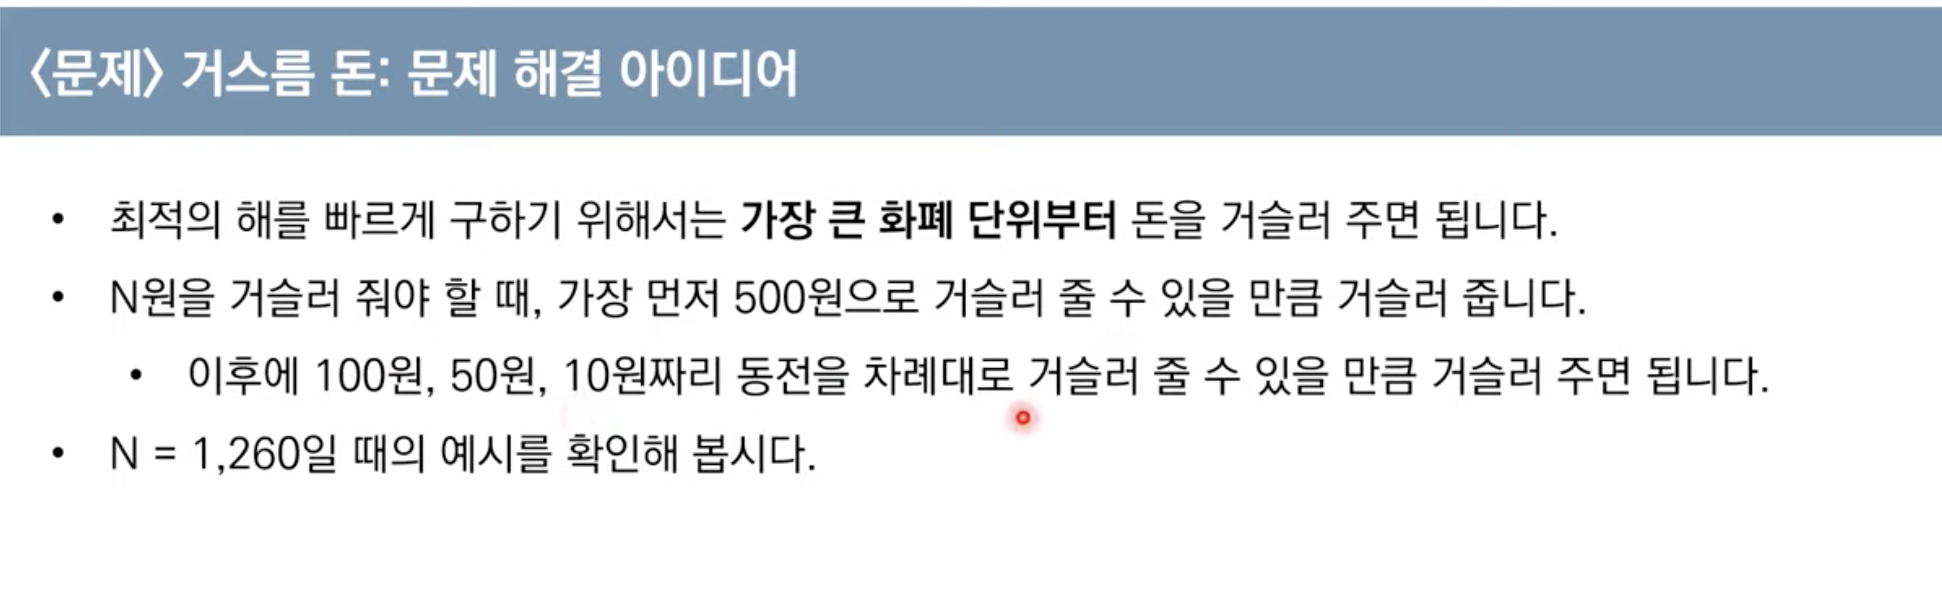 〈문제〉 거스름 돈: 문제 해결 아이디어
• 최적의 해를 빠르게 구하기 위해서는 가장 큰 화폐 단위부터 돈을 거슬러 주면 됩니다.
• N원을 거슬러 줘야 할 때, 가장 먼저 500원으로 거슬러 줄 수 있을 만큼 거슬러 줍니다.
• 이후에 100원, 50원, 10원짜리 동전을 차례대로 거슬러 줄 수 있을 만큼 거슬러 주면 됩니다.
• N = 1,260일 때의 예시를 확인해 봅시다.